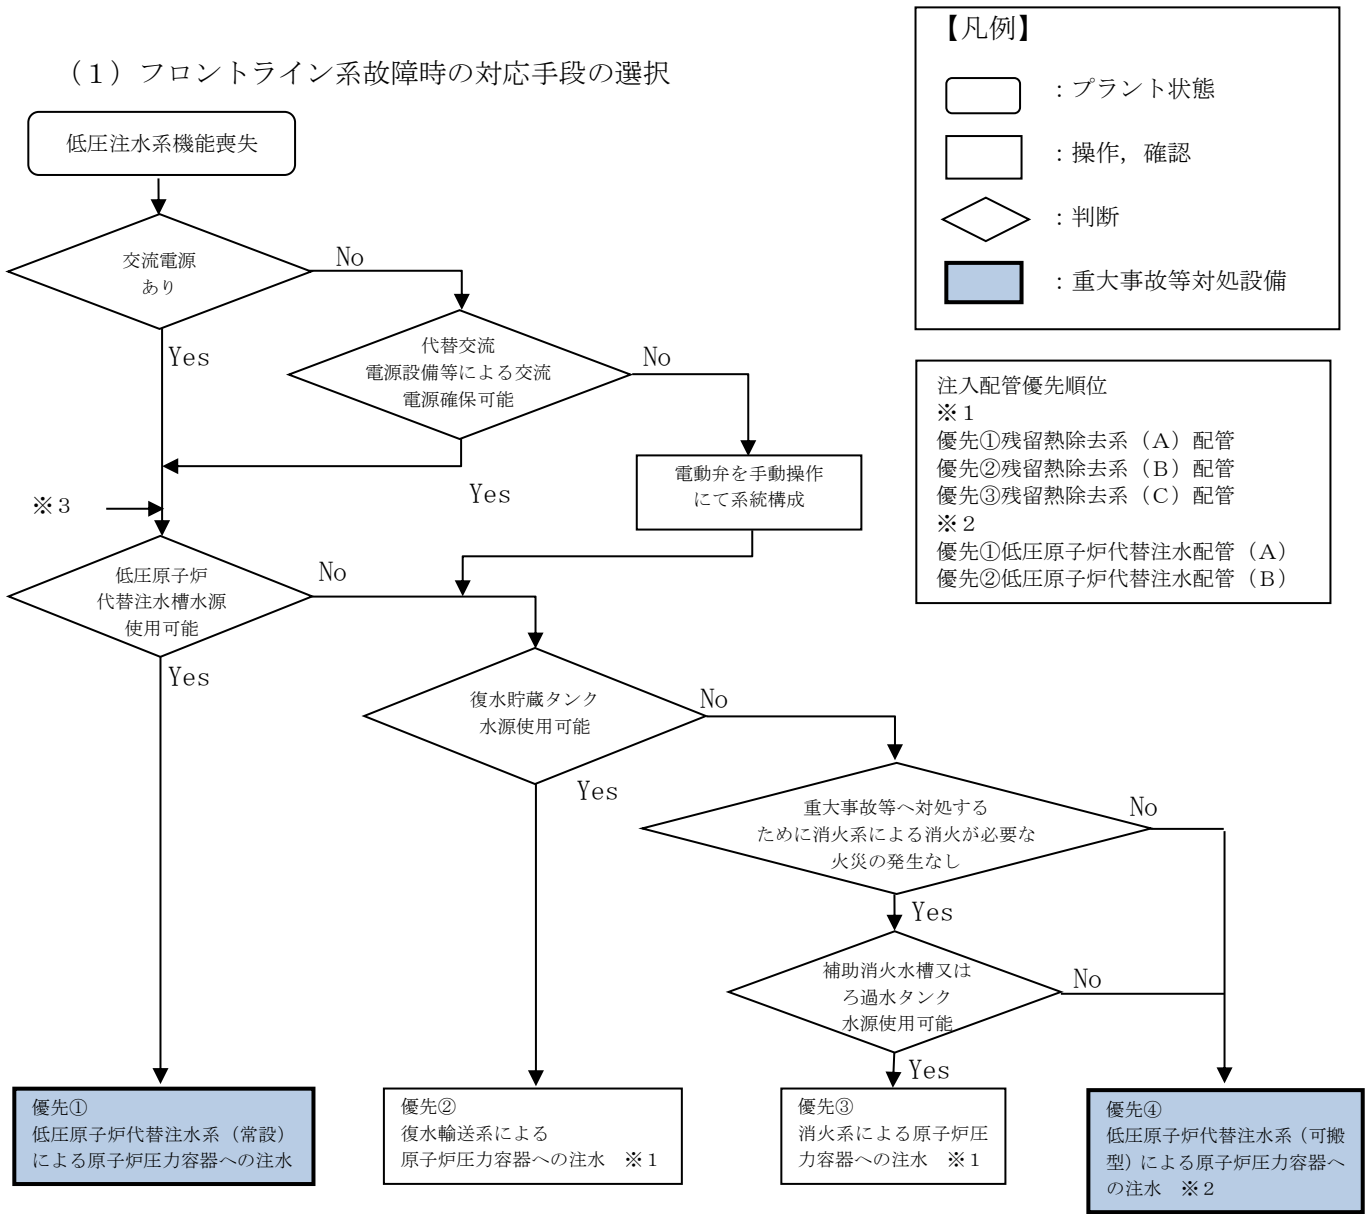 （１）フロントライン系故障時の対応手段の選択
【凡例】
：プラント状態
：操作，確認
：判断
：重大事故等対処設備
低圧注水系機能喪失
交流電源
あり
No
Yes
代替交流
電源設備等による交流
電源確保可能
No
Yes
電動弁を手動操作
にて系統構成
注入配管優先順位
※１
優先①残留熱除去系（Ａ）配管
優先②残留熱除去系（Ｂ）配管
優先③残留熱除去系（Ｃ）配管
※２
優先①低圧原子炉代替注水配管（Ａ）
優先②低圧原子炉代替注水配管（Ｂ）
※３
低圧原子炉
代替注水槽水源
使用可能
No
Yes
復水貯蔵タンク
水源使用可能
No
Yes
重大事故等へ対処する
ために消火系による消火が必要な
火災の発生なし
No
Yes
補助消火水槽又は
ろ過水タンク
水源使用可能
No
Yes
優先①
低圧原子炉代替注水系（常設）
による原子炉圧力容器への注水
優先②
復水輸送系による
原子炉圧力容器への注水　※１
優先③
消火系による原子炉圧
力容器への注水　※１
優先④
低圧原子炉代替注水系（可搬
型）による原子炉圧力容器へ
の注水　※２